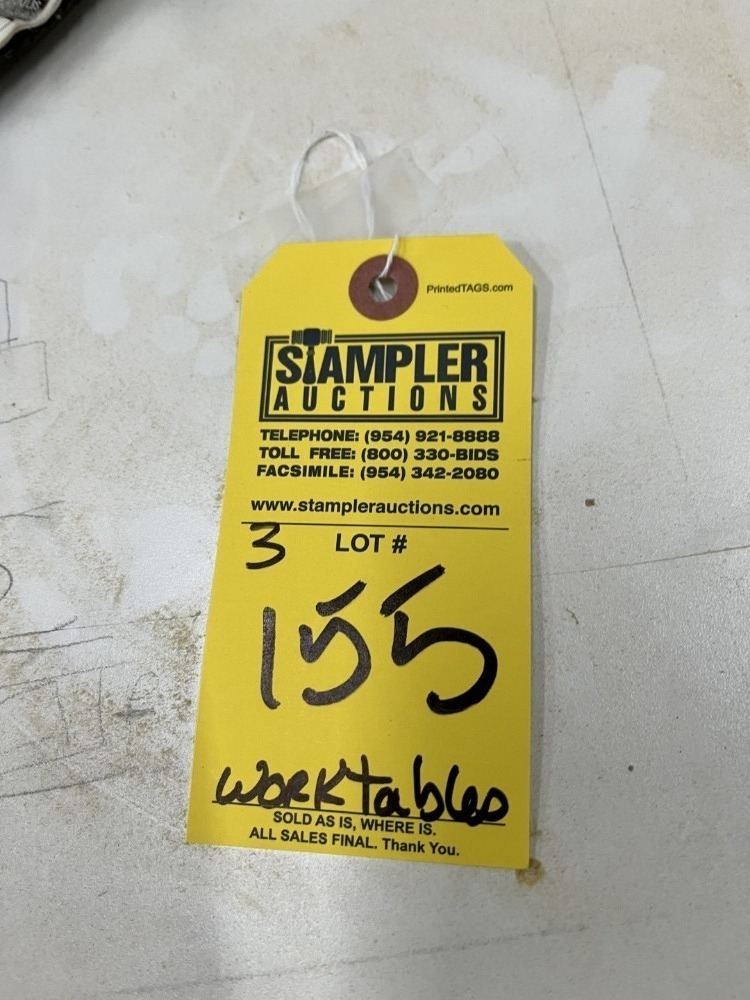 PrintedTAGS.com
STAMPLER
AUCTIONS
TELEPHONE: (954) 921-8888
TOLL FREE: (800) 330-BIDS
FACSIMILE: (954) 342-2080
www.stamplerauctions.com
3 LOT #
155
worktables
SOLD AS IS, WHERE IS.
ALL SALES FINAL. Thank You.